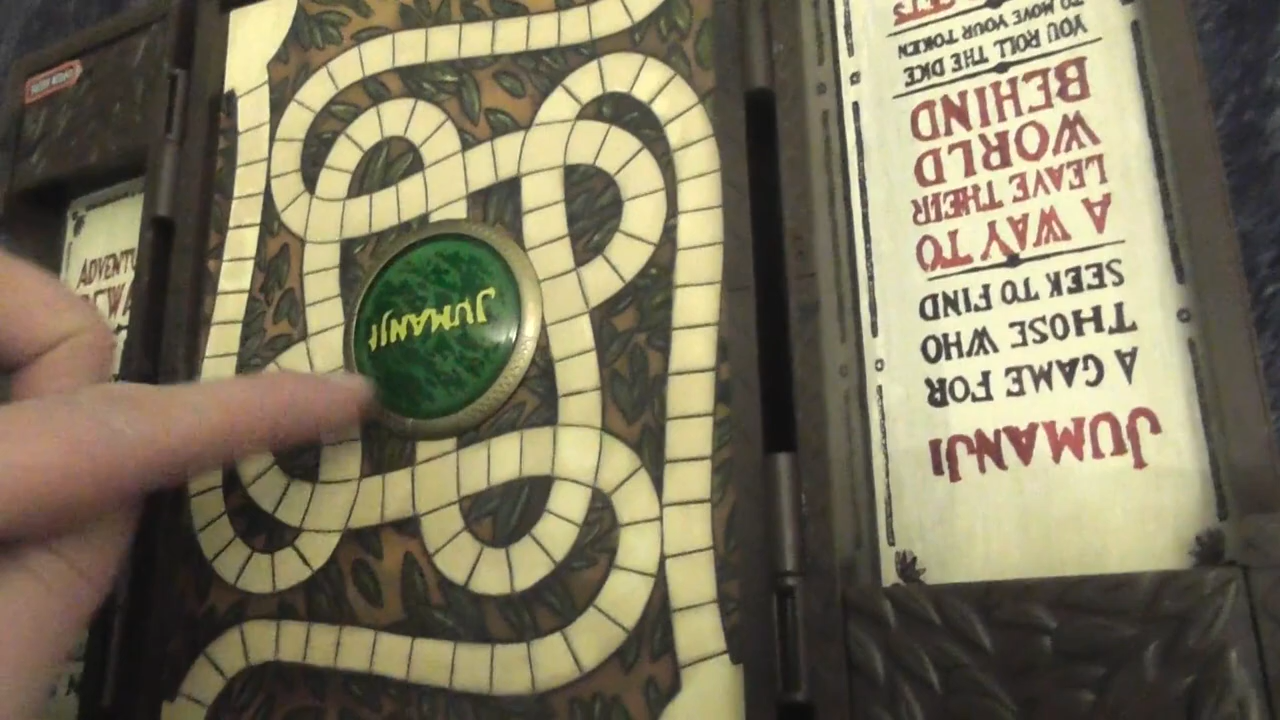 JUMANJI
A GAME FOR
THOSE WHO
SEEK TO FIND
A WAY TO
LEAVE THEIR
WORLD
BEHIND
YOU ROLL THE DICE
TO MOVE YOUR TOKEN
JUMANJI
ADVENTU